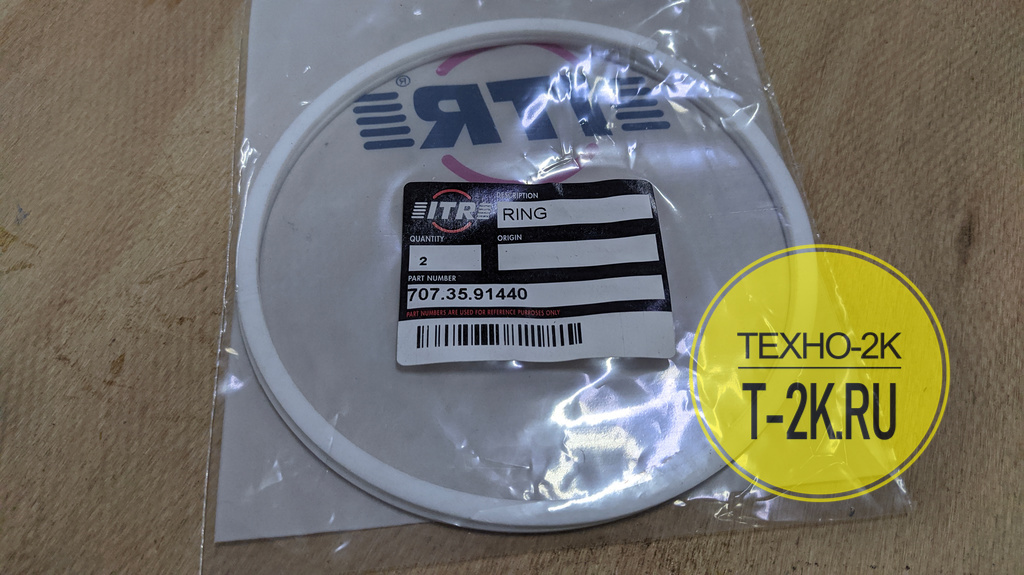 ITR®
ITR
DESCRIPTION
RING
QUANTITY
ORIGIN
2
PART NUMBER
707.35.91440
PART NUMBERS ARE USED FOR REFERENCE PURPOSES ONLY
ТЕХНО-2К
T-2K.RU